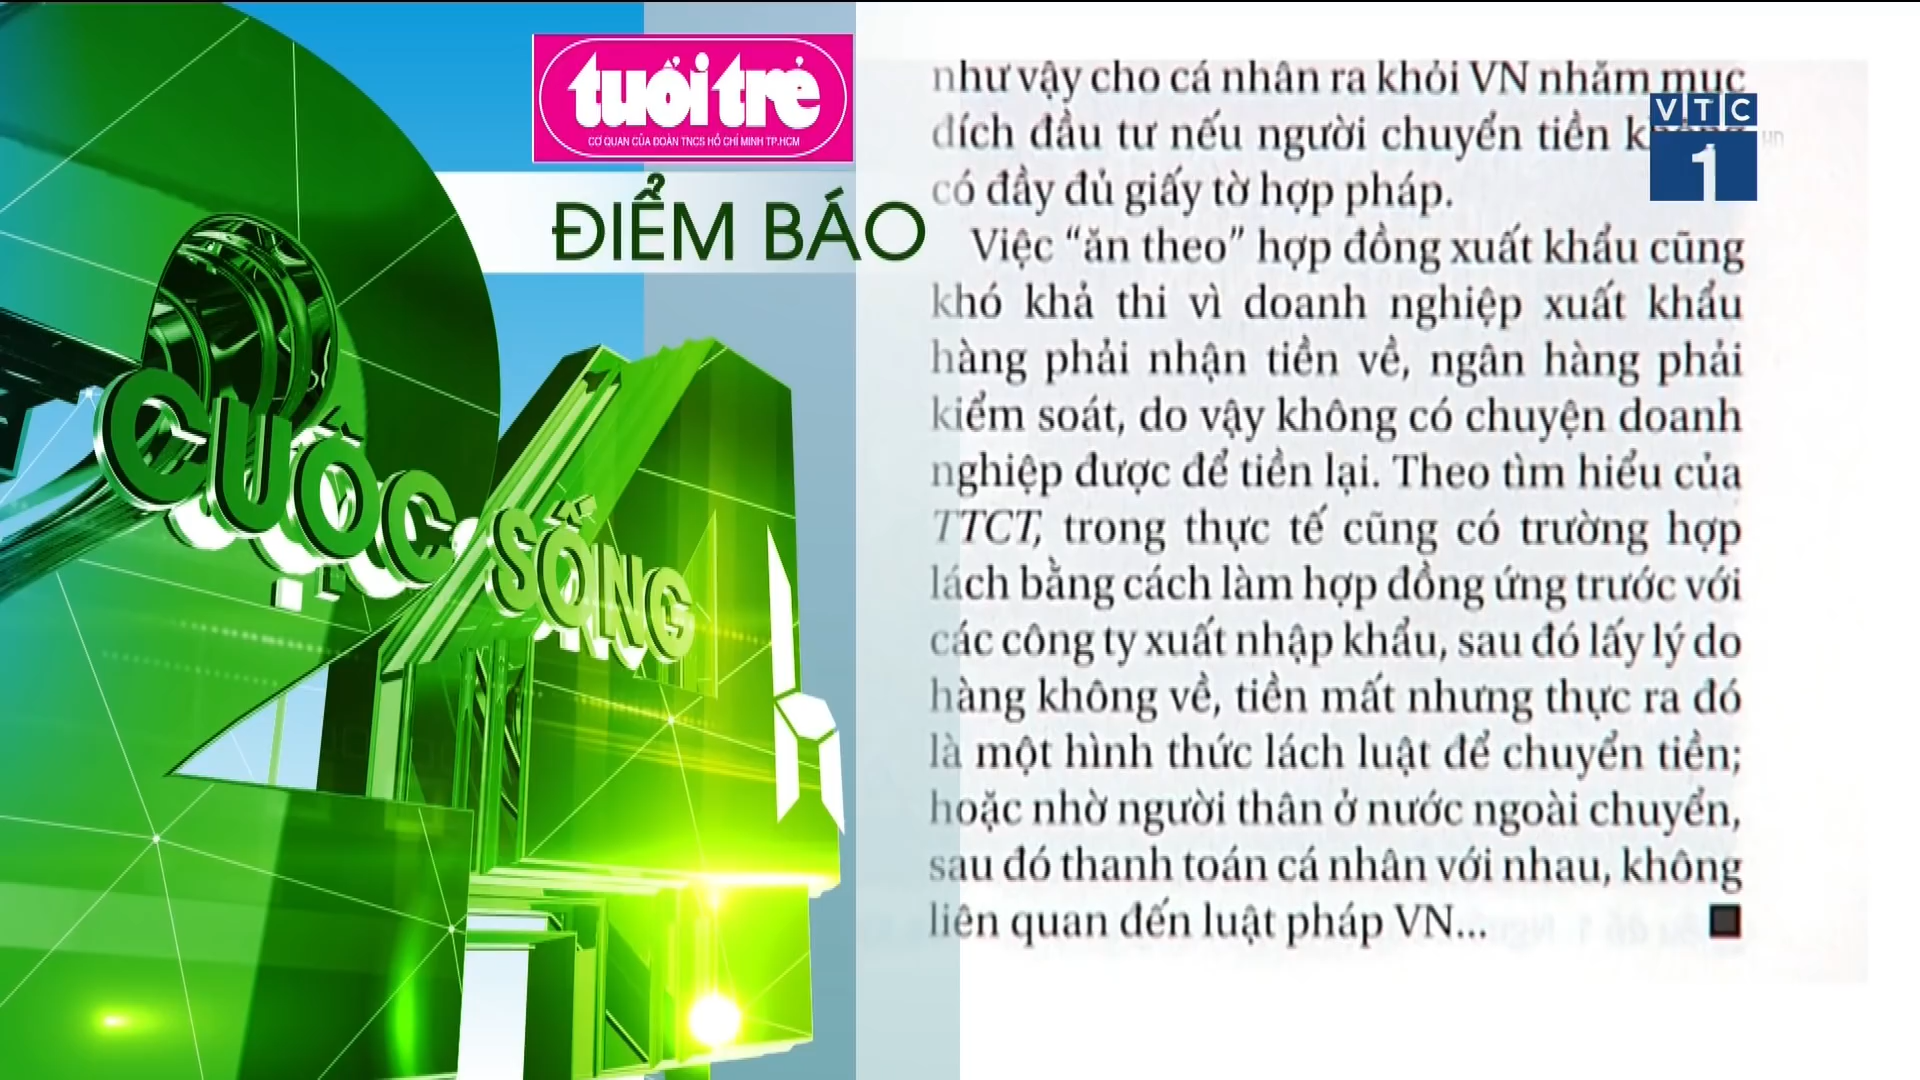 tuổi trẻ
CƠ QUAN CỦA ĐOÀN TNCS HỒ CHÍ MINH TP.HCM
ĐIỂM BÁO
CUỘC SỐNG
24H
VTC
1
như vậy cho cá nhân ra khỏi VN nhằm mục
đích đầu tư nếu người chuyển tiền không
có đầy đủ giấy tờ hợp pháp.
Việc “ăn theo” hợp đồng xuất khẩu cũng
khó khả thi vì doanh nghiệp xuất khẩu
hàng phải nhận tiền về, ngân hàng phải
kiểm soát, do vậy không có chuyện doanh
nghiệp được để tiền lại. Theo tìm hiểu của
TTCT, trong thực tế cũng có trường hợp
lách bằng cách làm hợp đồng ứng trước với
các công ty xuất nhập khẩu, sau đó lấy lý do
hàng không về, tiền mất nhưng thực ra đó
là một hình thức lách luật để chuyển tiền;
hoặc nhờ người thân ở nước ngoài chuyển,
sau đó thanh toán cá nhân với nhau, không
liên quan đến luật pháp VN...